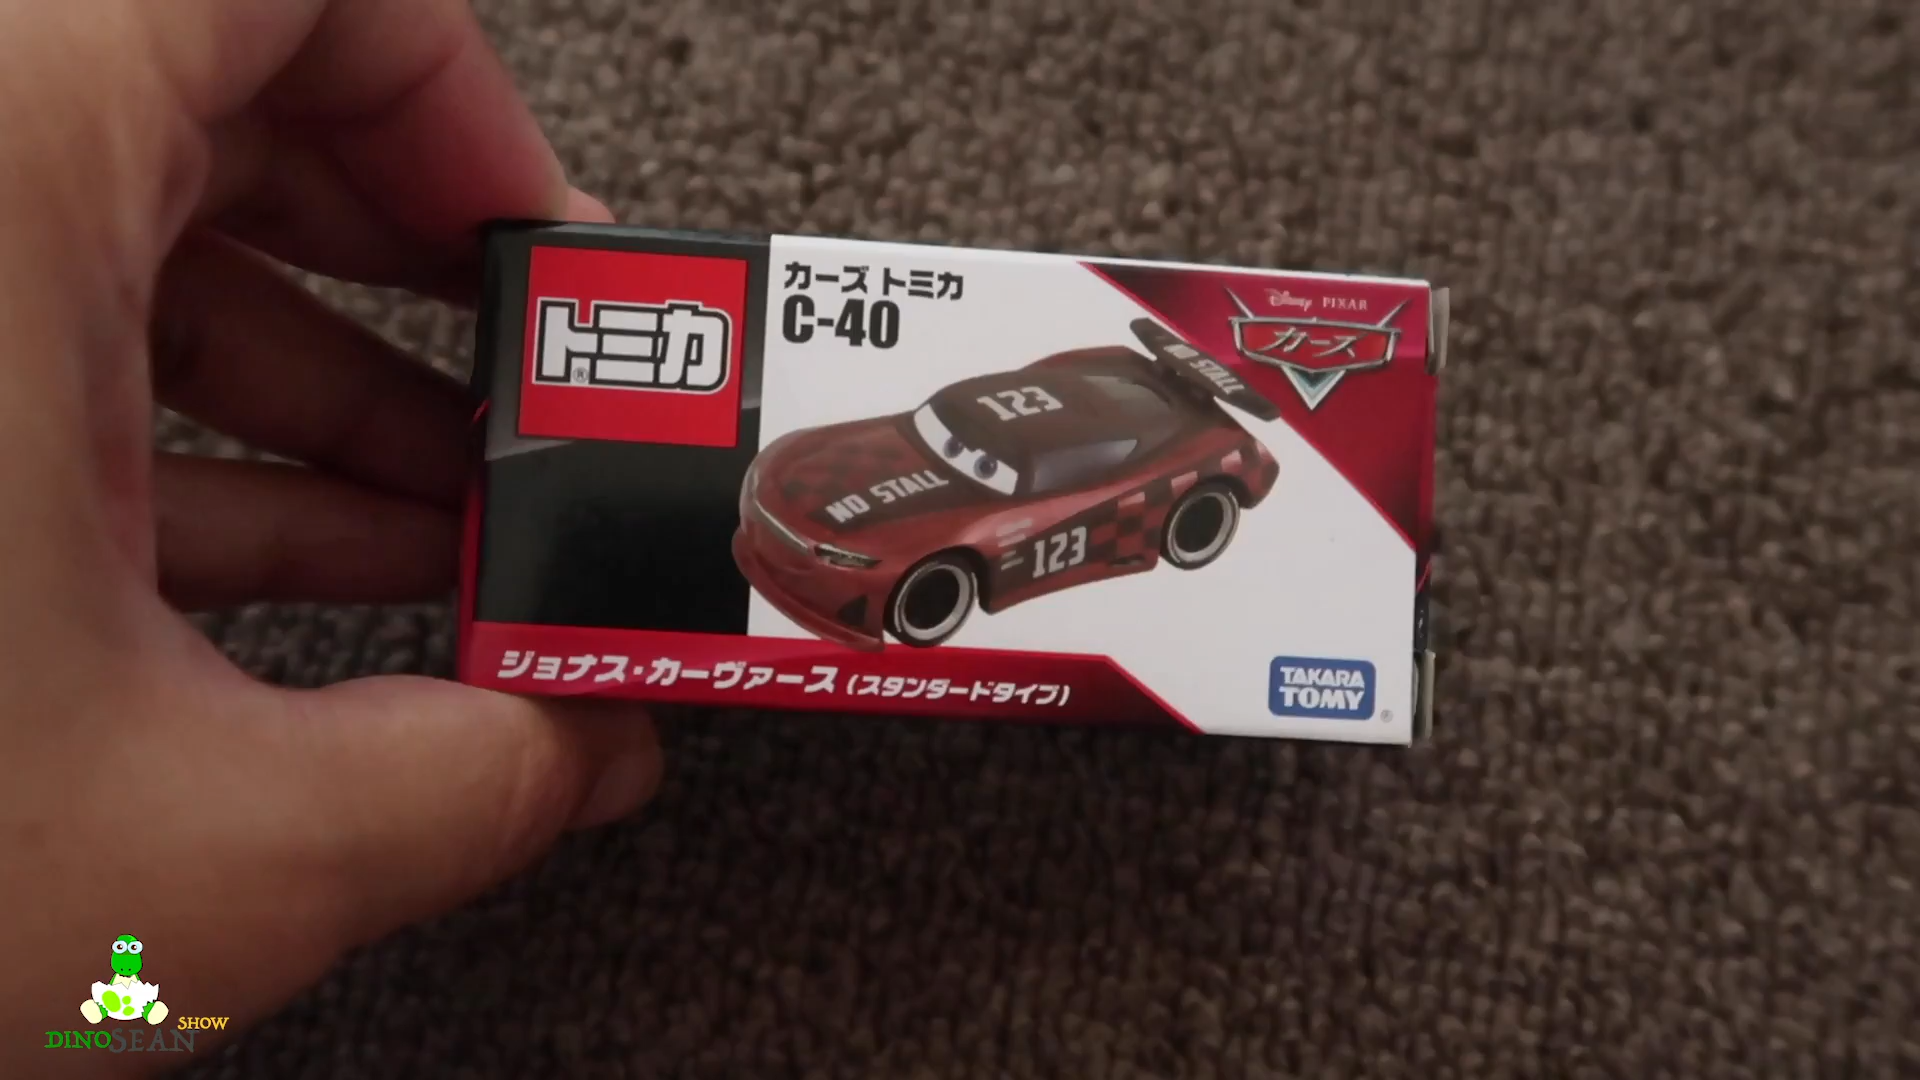 トミカ
カーズ トミカ
C-40
Disney PIXAR
カーズ
NO STALL
123
NO STALL
123
ジョナス・カーヴァース (スタンダードタイプ)
TAKARA
TOMY
SHOW
DINOSEAN